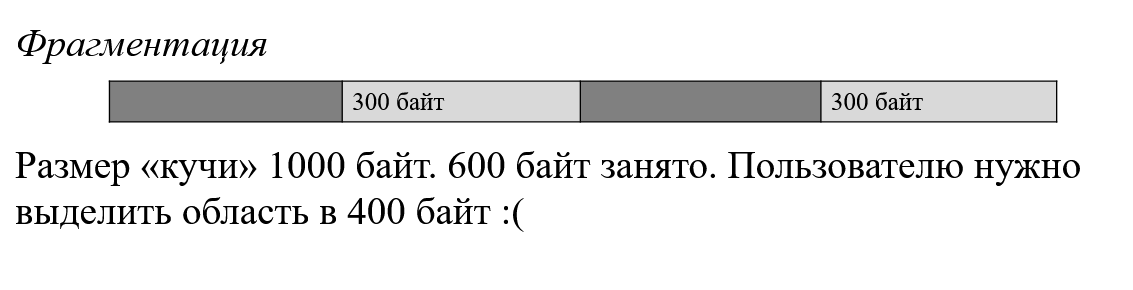 Фрагментация
300 байт 300 байт
Размер «кучи» 1000 байт. 600 байт занято. Пользователю нужно
выделить область в 400 байт :(